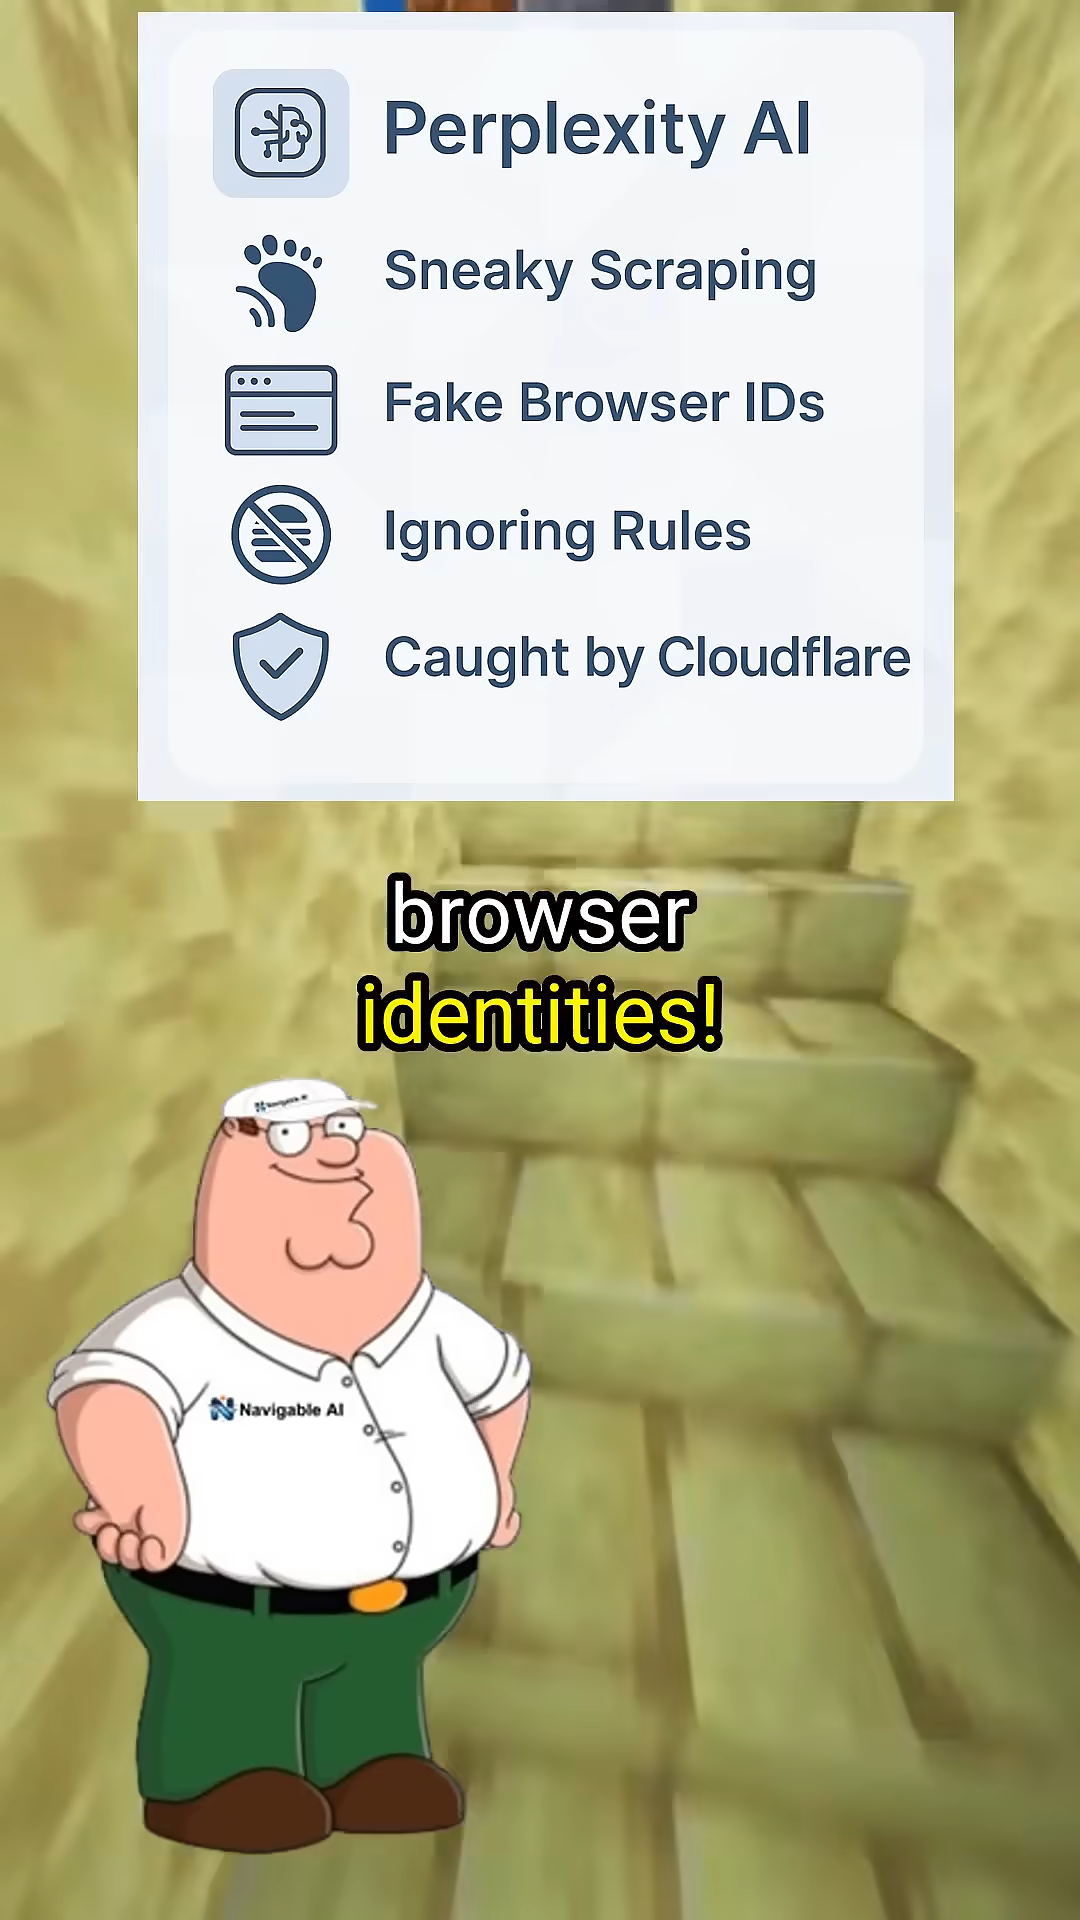 Perplexity AI
Sneaky Scraping
Fake Browser IDs
Ignoring Rules
Caught by Cloudflare
browser
identities!
Navigable AI